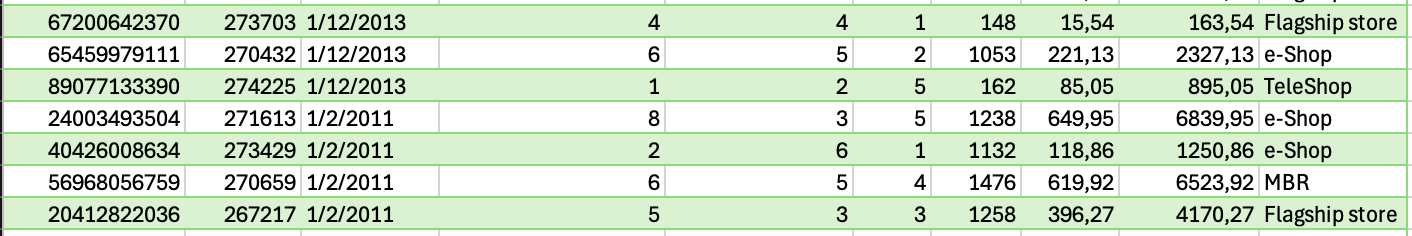 67200642370 273703 1/12/2013 4 4 1 148 15,54 163,54 Flagship store
65459979111 270432 1/12/2013 6 5 2 1053 221,13 2327,13 e-Shop
89077133390 274225 1/12/2013 1 2 5 162 85,05 895,05 TeleShop
24003493504 271613 1/2/2011 8 3 5 1238 649,95 6839,95 e-Shop
40426008634 273429 1/2/2011 2 6 1 1132 118,86 1250,86 e-Shop
56968056759 270659 1/2/2011 6 5 4 1476 619,92 6523,92 MBR
20412822036 267217 1/2/2011 5 3 3 1258 396,27 4170,27 Flagship store